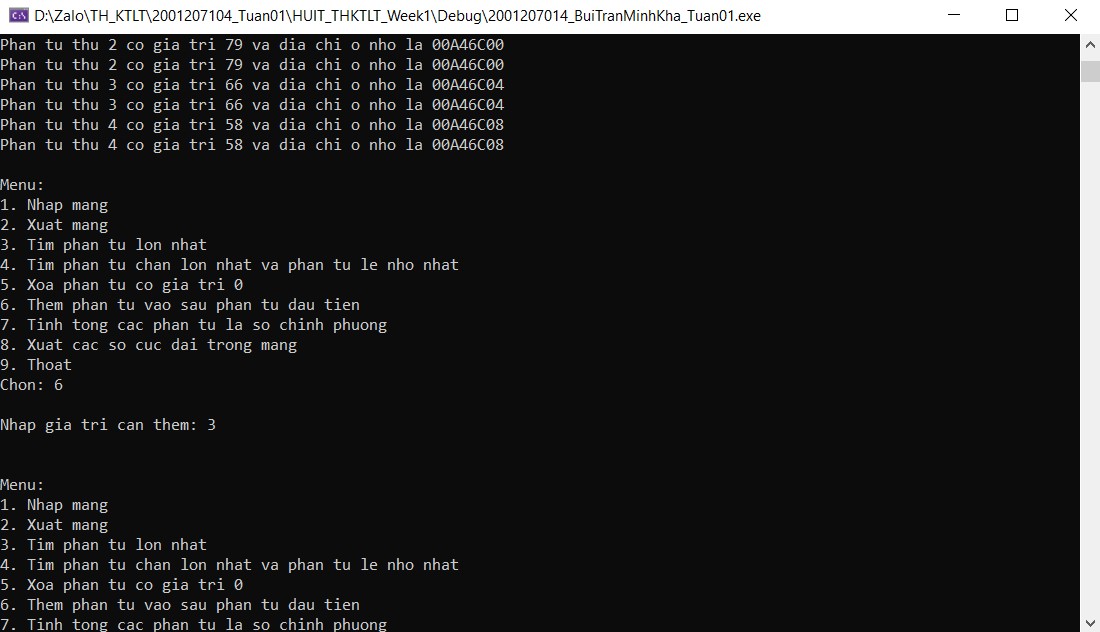 D:\Zalo\TH_KTLT\2001207104_Tuan01\HUIT_THKTLT_Week1\Debug\2001207014_BuiTranMinhKha_Tuan01.exe
Phan tu thu 2 co gia tri 79 va dia chi o nho la 00A46C00
Phan tu thu 2 co gia tri 79 va dia chi o nho la 00A46C00
Phan tu thu 3 co gia tri 66 va dia chi o nho la 00A46C04
Phan tu thu 3 co gia tri 66 va dia chi o nho la 00A46C04
Phan tu thu 4 co gia tri 58 va dia chi o nho la 00A46C08
Phan tu thu 4 co gia tri 58 va dia chi o nho la 00A46C08
Menu:
1. Nhap mang
2. Xuat mang
3. Tim phan tu lon nhat
4. Tim phan tu chan lon nhat va phan tu le nho nhat
5. Xoa phan tu co gia tri 0
6. Them phan tu vao sau phan tu dau tien
7. Tinh tong cac phan tu la so chinh phuong
8. Xuat cac so cuc dai trong mang
9. Thoat
Chon: 6
Nhap gia tri can them: 3
Menu:
1. Nhap mang
2. Xuat mang
3. Tim phan tu lon nhat
4. Tim phan tu chan lon nhat va phan tu le nho nhat
5. Xoa phan tu co gia tri 0
6. Them phan tu vao sau phan tu dau tien
7. Tinh tong cac phan tu la so chinh phuong